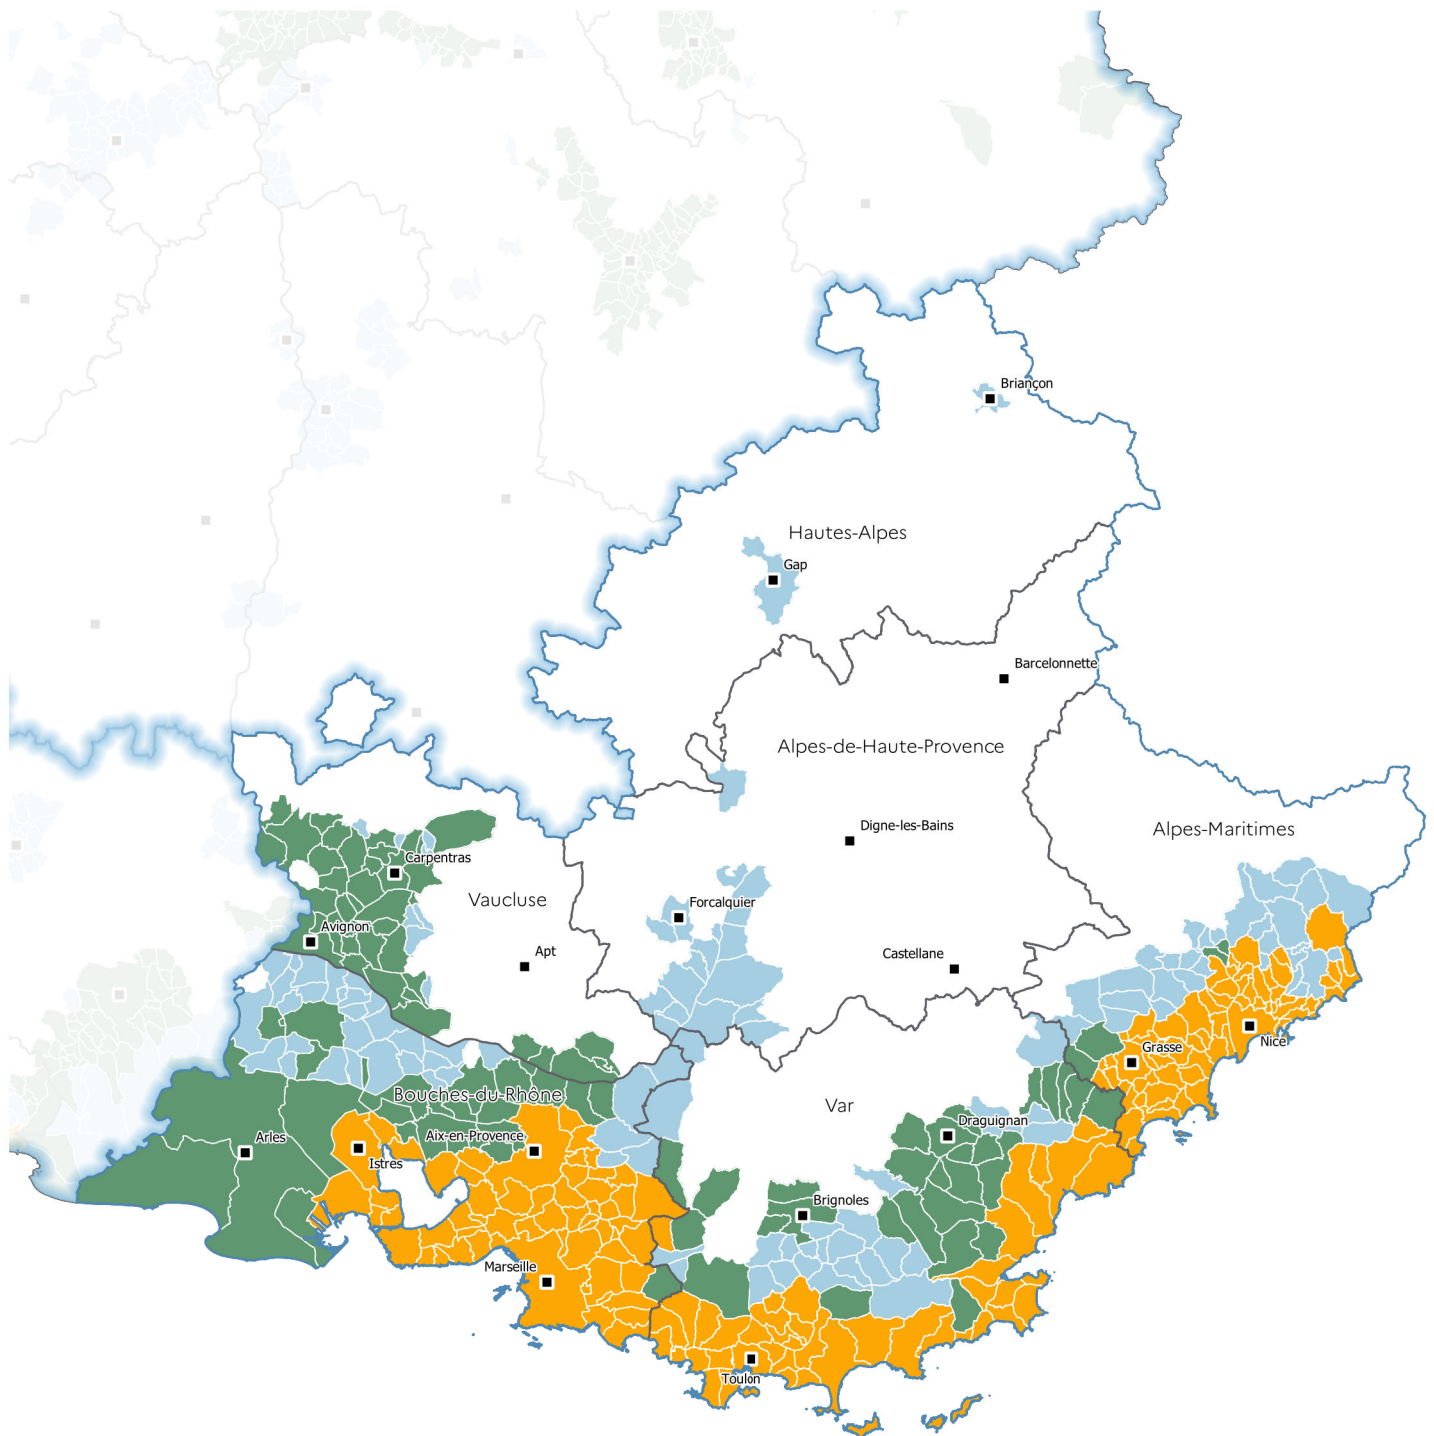 Briançon
Hautes-Alpes
Gap
Barcelonnette
Alpes-de-Haute-Provence
Digne-les-Bains
Alpes-Maritimes
Carpentras
Vaucluse
Forcalquier
Avignon
Apt
Castellane
Nice
Grasse
Bouches-du-Rhône
Var
Draguignan
Arles
Aix-en-Provence
Istres
Brignoles
Marseille
Toulon